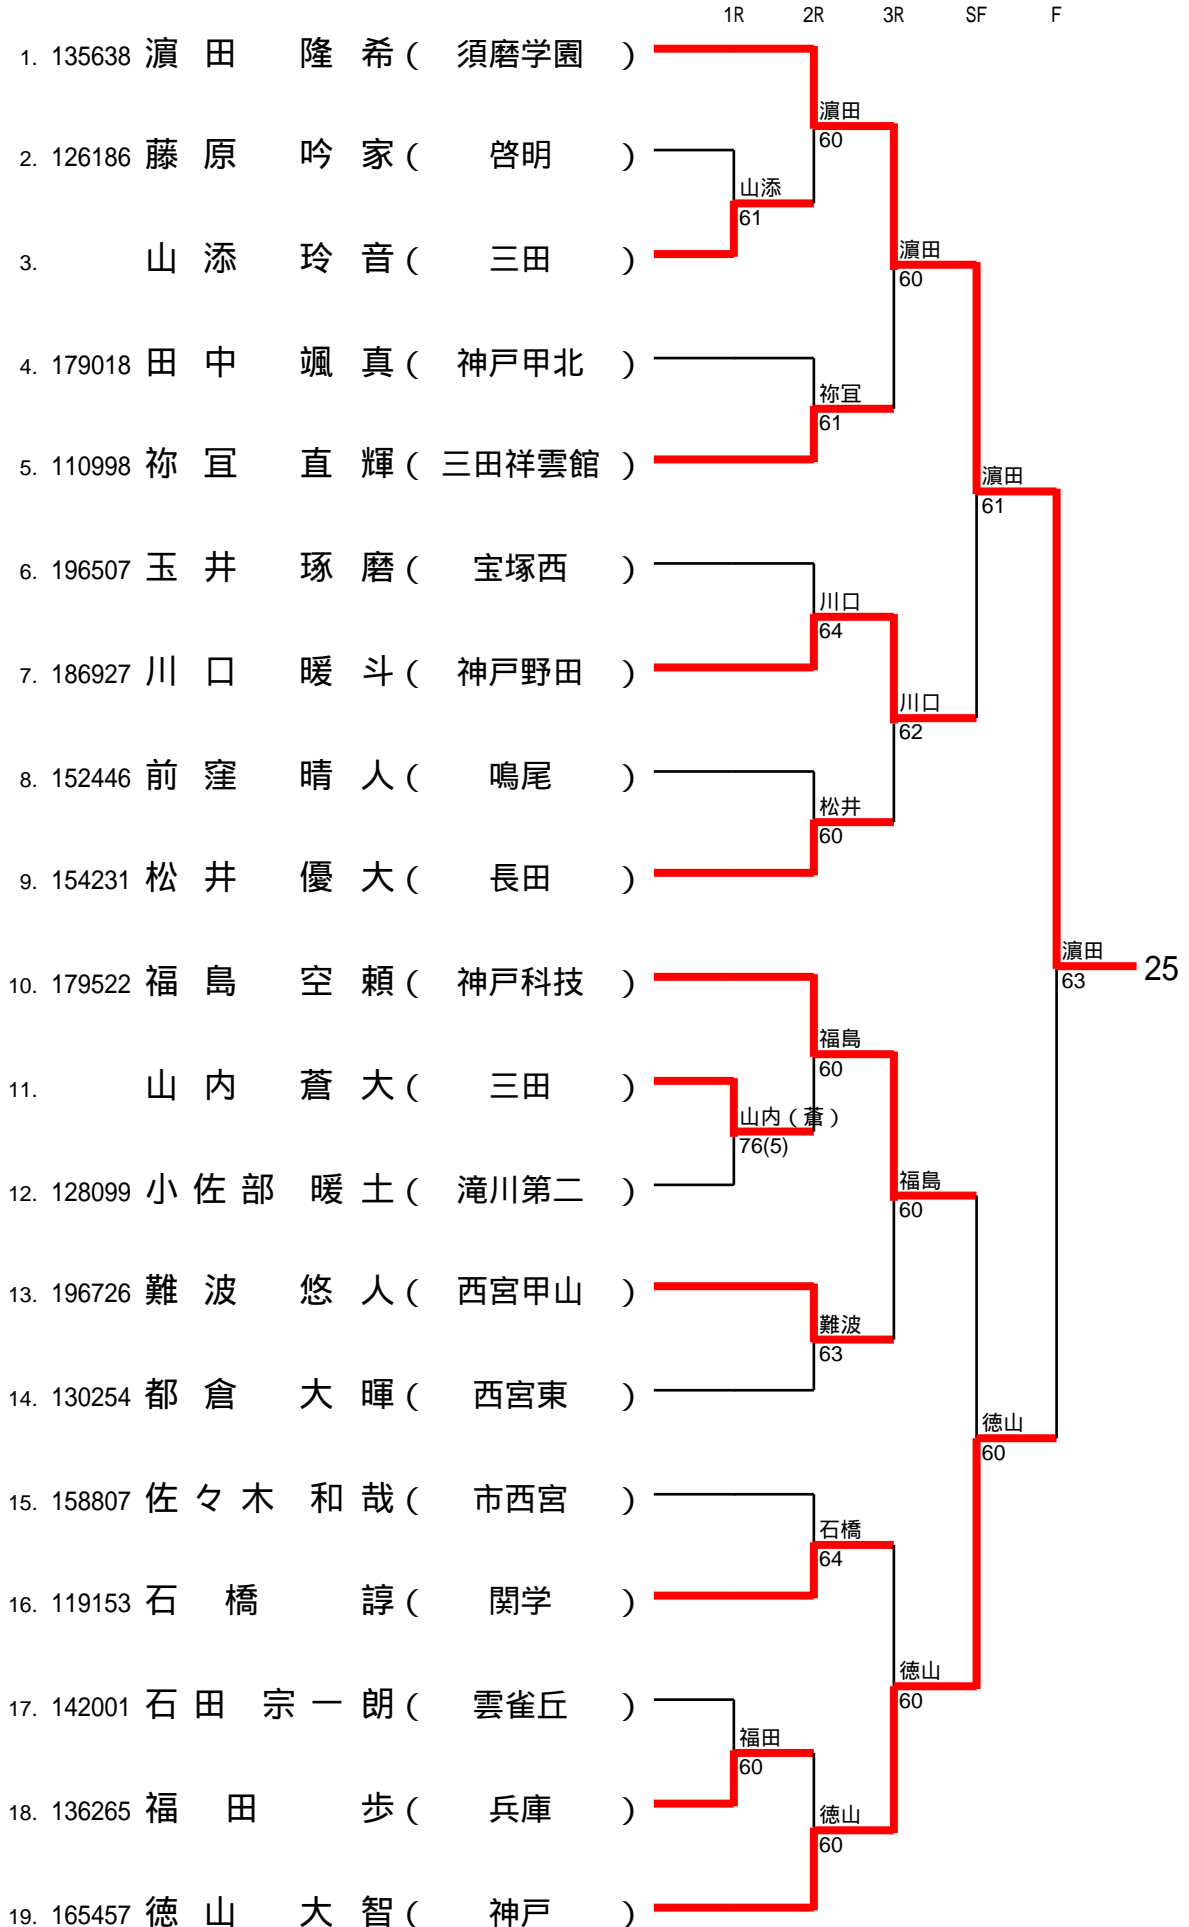 1R 2R 3R SF F
1. 135638 濵田 隆希 ( 須磨学園 )
濵田
60
2. 126186 藤原 吟家 ( 啓明 )
山添
61
3. 山添 玲音 ( 三田 )
濵田
60
4. 179018 田中 颯真 ( 神戸甲北 )
祢冝
61
5. 110998 祢冝 直輝 ( 三田祥雲館 )
濵田
61
6. 196507 玉井 琢磨 ( 宝塚西 )
川口
64
7. 186927 川口 暖斗 ( 神戸野田 )
川口
62
8. 152446 前窪 晴人 ( 鳴尾 )
松井
60
9. 154231 松井 優大 ( 長田 )
濵田
63
25
10. 179522 福島 空頼 ( 神戸科技 )
福島
60
11. 山内 蒼大 ( 三田 )
山内(蒼)
76(5)
12. 128099 小佐部 暖土 ( 滝川第二 )
福島
60
13. 196726 難波 悠人 ( 西宮甲山 )
難波
63
14. 130254 都倉 大暉 ( 西宮東 )
徳山
60
15. 158807 佐々木 和哉 ( 市西宮 )
石橋
64
16. 119153 石橋 諄 ( 関学 )
徳山
60
17. 142001 石田 宗一朗 ( 雲雀丘 )
福田
60
18. 136265 福田 歩 ( 兵庫 )
徳山
60
19. 165457 徳山 大智 ( 神戸 )